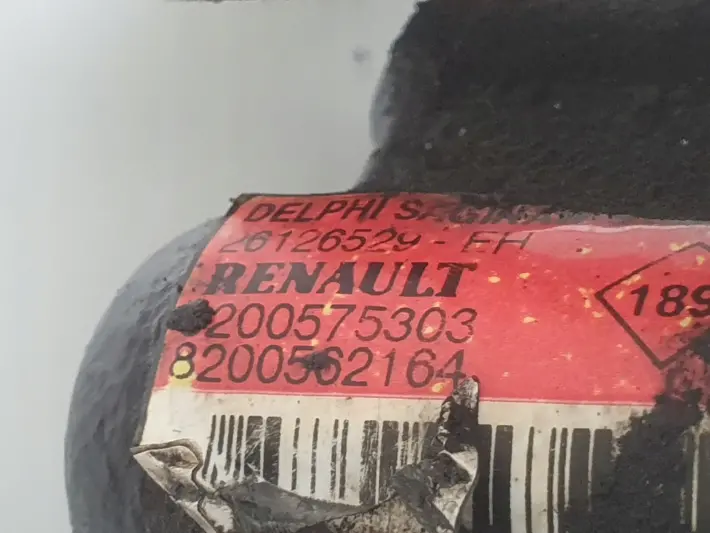 DELPHI
26126529 - EH
RENAULT
200575303
8200562164
189